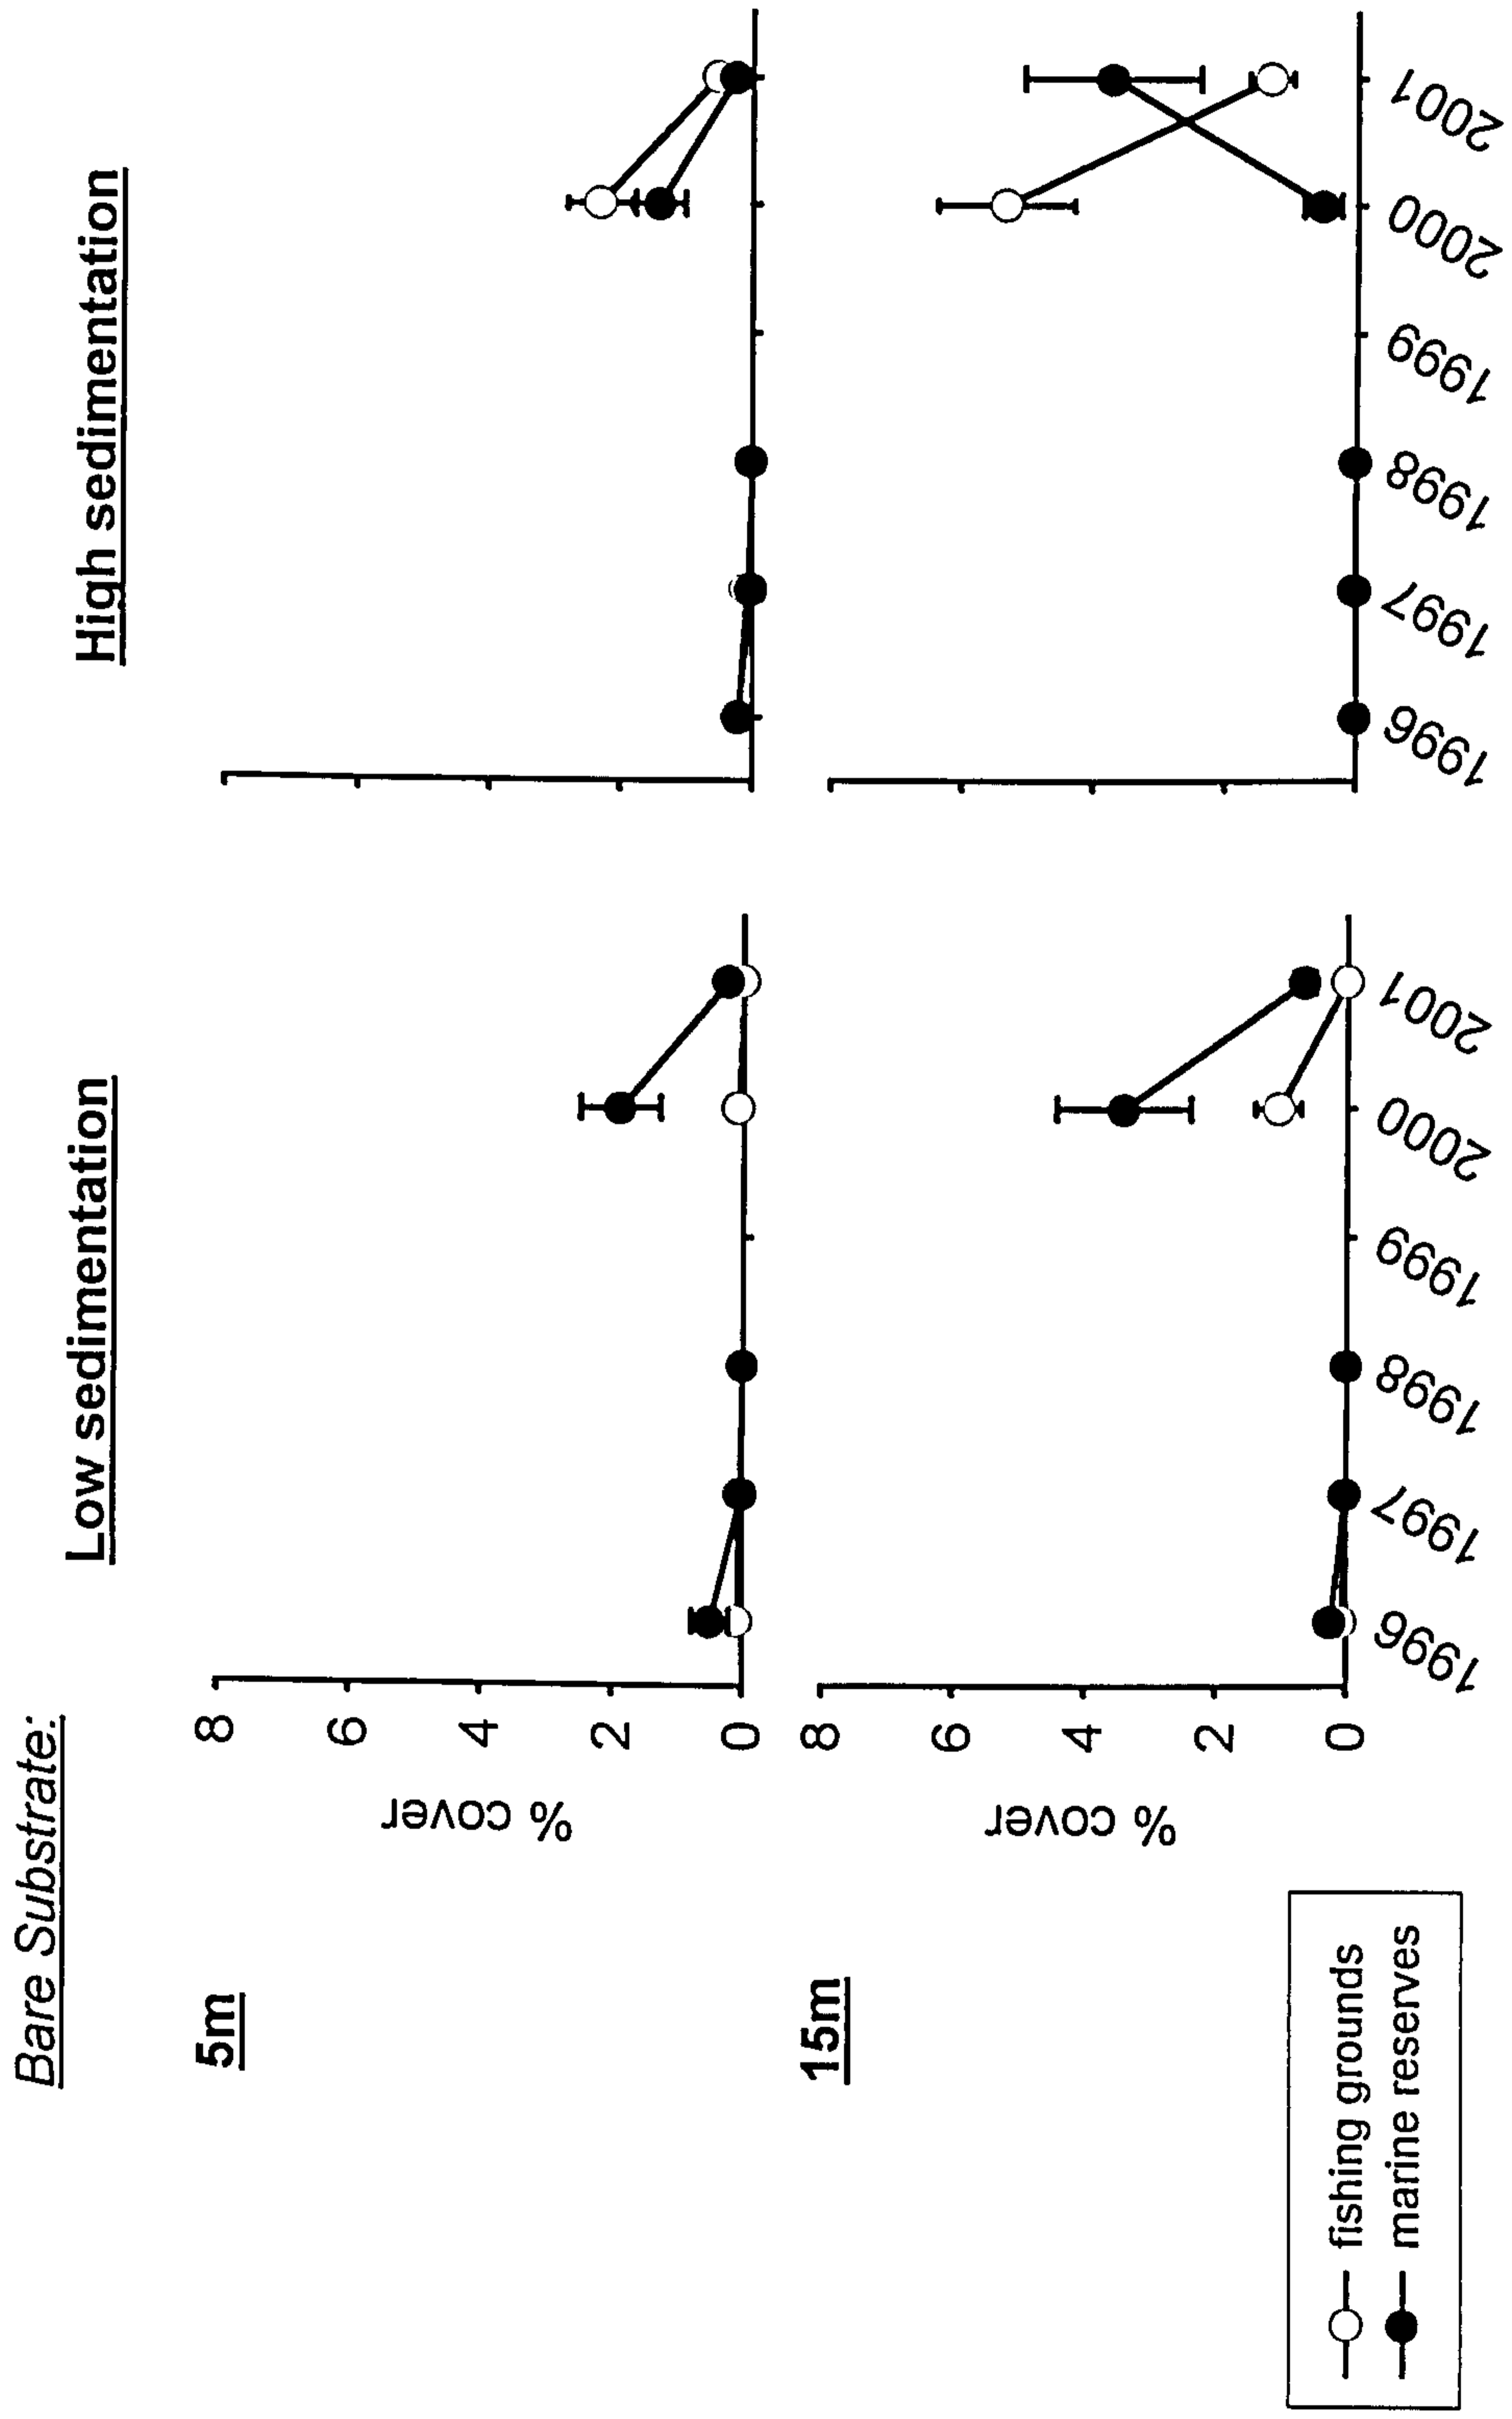 Bare Substrate:
Low sedimentation
High sedimentation
5m
% cover
8
6
4
2
0
15m
% cover
8
6
4
2
0
1996
1997
1998
1999
2000
2001
1996
1997
1998
1999
2000
2001
fishing grounds
marine reserves